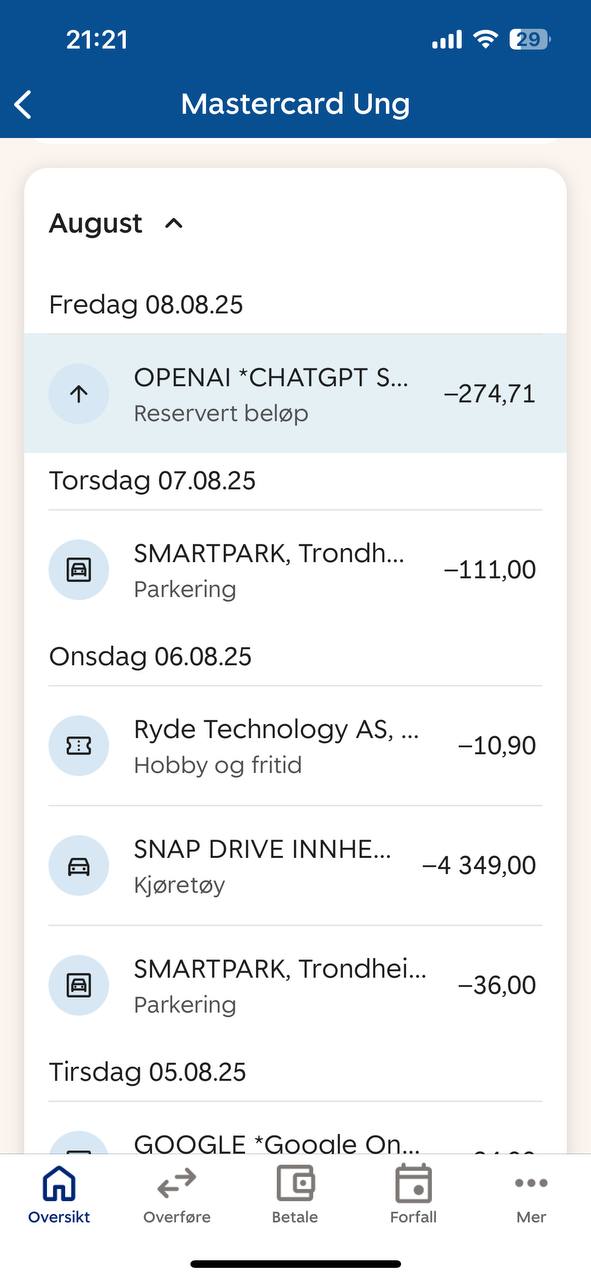 21:21
29
Mastercard Ung
August
Fredag 08.08.25
OPENAI *CHATGPT S...
–274,71
Reservert beløp
Torsdag 07.08.25
SMARTPARK, Trondh...
–111,00
Parkering
Onsdag 06.08.25
Ryde Technology AS, ...
–10,90
Hobby og fritid
SNAP DRIVE INNHE...
–4 349,00
Kjøretøy
SMARTPARK, Trondhei...
–36,00
Parkering
Tirsdag 05.08.25
GOOGLE *Google On...
Oversikt
Overføre
Betale
Forfall
Mer